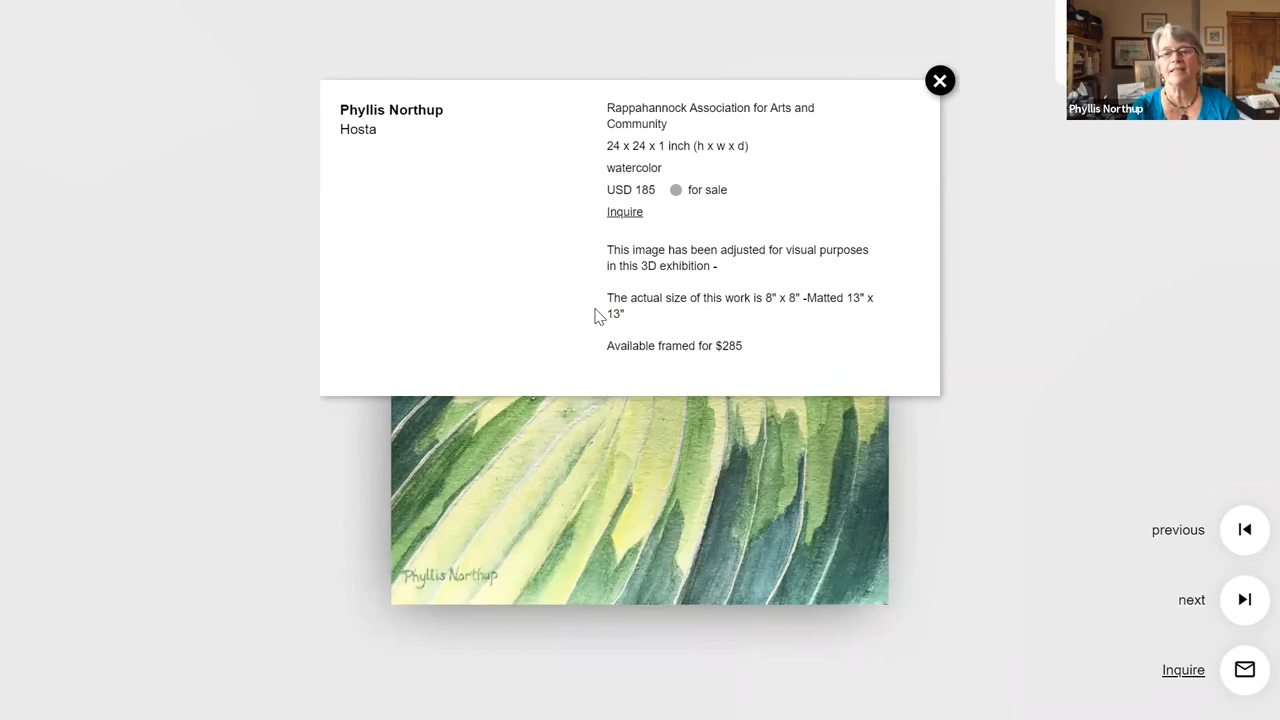 Phyllis Northup
Hosta
Rappahannock Association for Arts and
Community
24 x 24 x 1 inch (h x w x d)
watercolor
USD 185 for sale
Inquire
This image has been adjusted for visual purposes
in this 3D exhibition -
The actual size of this work is 8" x 8" -Matted 13" x
13"
Available framed for $285
Phyllis Northup
Phyllis Northup
previous
next
Inquire